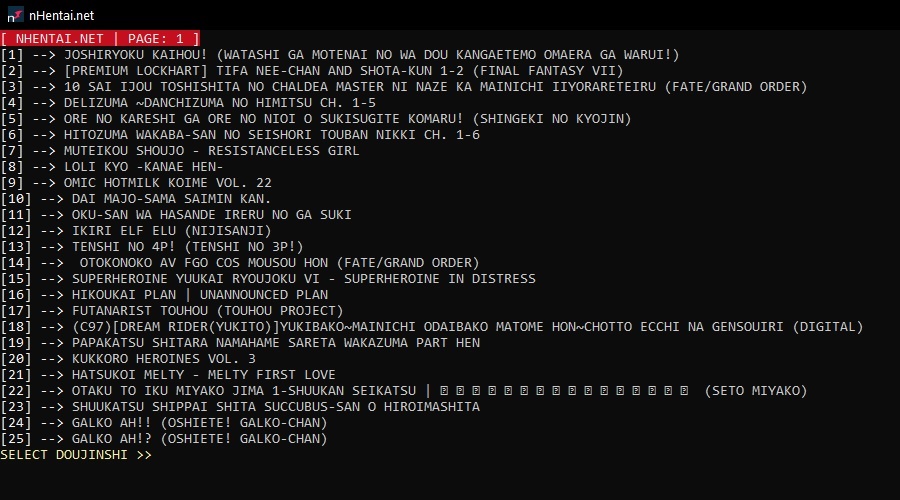 nHentai.net
[ NHENTAI.NET | PAGE: 1 ]
[1] --> JOSHIRYOKU KAIHOU! (WATASHI GA MOTENAI NO WA DOU KANGAETEMO OMAERA GA WARUI!)
[2] --> [PREMIUM LOCKHART] TIFA NEE-CHAN AND SHOTA-KUN 1-2 (FINAL FANTASY VII)
[3] --> 10 SAI IJOU TOSHISHITA NO CHALDEA MASTER NI NAZE KA MAINICHI IIYORARETEIRU (FATE/GRAND ORDER)
[4] --> DELIZUMA ~DANCHIZUMA NO HIMITSU CH. 1-5
[5] --> ORE NO KARESHI GA ORE NO NIOI O SUKISUGITE KOMARU! (SHINGEKI NO KYOJIN)
[6] --> HITOZUMA WAKABA-SAN NO SEISHORI TOUBAN NIKKI CH. 1-6
[7] --> MUTEIKOU SHOUJO - RESISTANCELESS GIRL
[8] --> LOLI KYO -KANAE HEN-
[9] --> OMIC HOTMILK KOIME VOL. 22
[10] --> DAI MAJO-SAMA SAIMIN KAN.
[11] --> OKU-SAN WA HASANDE IRERU NO GA SUKI
[12] --> IKIRI ELF ELU (NIJISANJI)
[13] --> TENSHI NO 4P! (TENSHI NO 3P!)
[14] -->  OTOKONOKO AV FGO COS MOUSOU HON (FATE/GRAND ORDER)
[15] --> SUPERHEROINE YUUKAI RYOUJOKU VI - SUPERHEROINE IN DISTRESS
[16] --> HIKOUKAI PLAN | UNANNOUNCED PLAN
[17] --> FUTANARIST TOUHOU (TOUHOU PROJECT)
[18] --> (C97)[DREAM RIDER(YUKITO)]YUKIBAKO~MAINICHI ODAIBAKO MATOME HON~CHOTTO ECCHI NA GENSOUIRI (DIGITAL)
[19] --> PAPAKATSU SHITARA NAMAHAME SARETA WAKAZUMA PART HEN
[20] --> KUKKORO HEROINES VOL. 3
[21] --> HATSUKOI MELTY - MELTY FIRST LOVE
[22] --> OTAKU TO IKU MIYAKO JIMA 1-SHUUKAN SEIKATSU | (SETO MIYAKO)
[23] --> SHUUKATSU SHIPPAI SHITA SUCCUBUS-SAN O HIROIMASHITA
[24] --> GALKO AH!! (OSHIETE! GALKO-CHAN)
[25] --> GALKO AH!? (OSHIETE! GALKO-CHAN)
SELECT DOUJINSHI >>